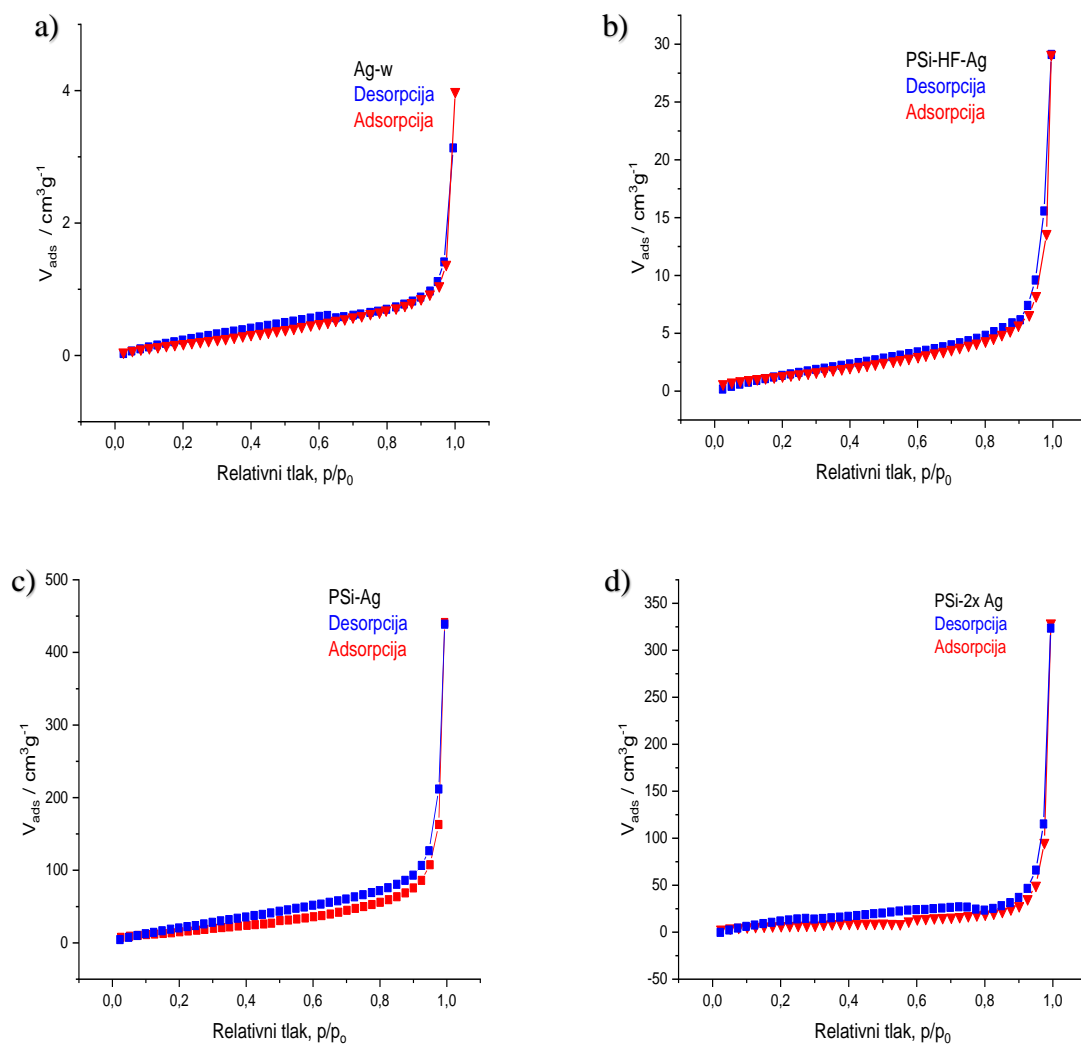 a)
Ag-w
Desorpcija
Adsorpcija
V_ads / cm³g⁻¹
4
2
0
0,0 0,2 0,4 0,6 0,8 1,0
Relativni tlak, p/p₀
b)
PSi-HF-Ag
Desorpcija
Adsorpcija
V_ads / cm³g⁻¹
30
25
20
15
10
5
0
0,0 0,2 0,4 0,6 0,8 1,0
Relativni tlak, p/p₀
c)
PSi-Ag
Desorpcija
Adsorpcija
V_ads / cm³g⁻¹
500
400
300
200
100
0
0,0 0,2 0,4 0,6 0,8 1,0
Relativni tlak, p/pₒ
d)
PSi-2x Ag
Desorpcija
Adsorpcija
V_ads / cm³g⁻¹
350
300
250
200
150
100
50
0
-50
0,0 0,2 0,4 0,6 0,8 1,0
Relativni tlak, p/p₀